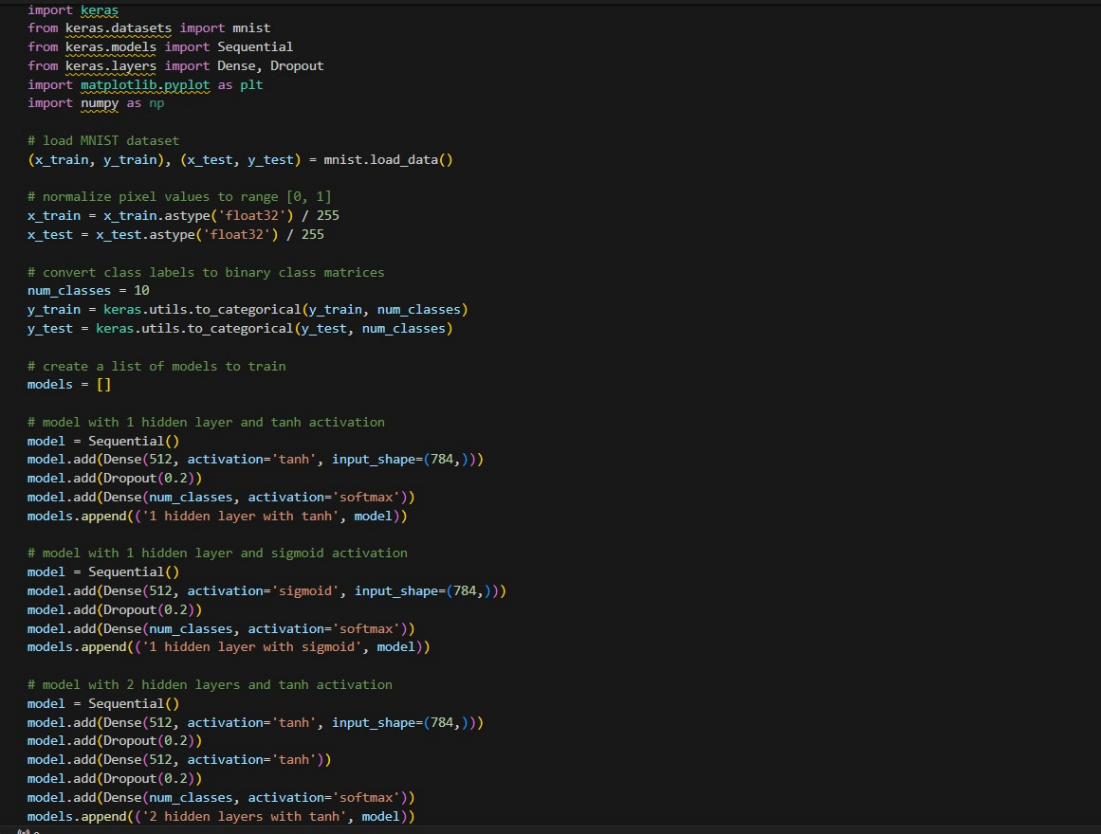 import keras
from keras.datasets import mnist
from keras.models import Sequential
from keras.layers import Dense, Dropout
import matplotlib.pyplot as plt
import numpy as np
# load MNIST dataset
(x_train, y_train), (x_test, y_test) = mnist.load_data()
# normalize pixel values to range [0, 1]
x_train = x_train.astype('float32') / 255
x_test = x_test.astype('float32') / 255
# convert class labels to binary class matrices
num_classes = 10
y_train = keras.utils.to_categorical(y_train, num_classes)
y_test = keras.utils.to_categorical(y_test, num_classes)
# create a list of models to train
models = []
# model with 1 hidden layer and tanh activation
model = Sequential()
model.add(Dense(512, activation='tanh', input_shape=(784,)))
model.add(Dropout(0.2))
model.add(Dense(num_classes, activation='softmax'))
models.append(('1 hidden layer with tanh', model))
# model with 1 hidden layer and sigmoid activation
model = Sequential()
model.add(Dense(512, activation='sigmoid', input_shape=(784,)))
model.add(Dropout(0.2))
model.add(Dense(num_classes, activation='softmax'))
models.append(('1 hidden layer with sigmoid', model))
# model with 2 hidden layers and tanh activation
model = Sequential()
model.add(Dense(512, activation='tanh', input_shape=(784,)))
model.add(Dropout(0.2))
model.add(Dense(512, activation='tanh'))
model.add(Dropout(0.2))
model.add(Dense(num_classes, activation='softmax'))
models.append(('2 hidden layers with tanh', model))